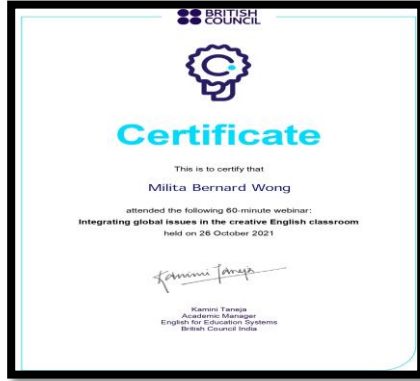 BRITISH
COUNCIL
Certificate
This is to certify that
Milita Bernard Wong
attended the following 60-minute webinar:
Integrating global issues in the creative English classroom
held on 26 October 2021
Kamini Taneja
Kamini Taneja
Academic Manager
English for Education Systems
British Council India